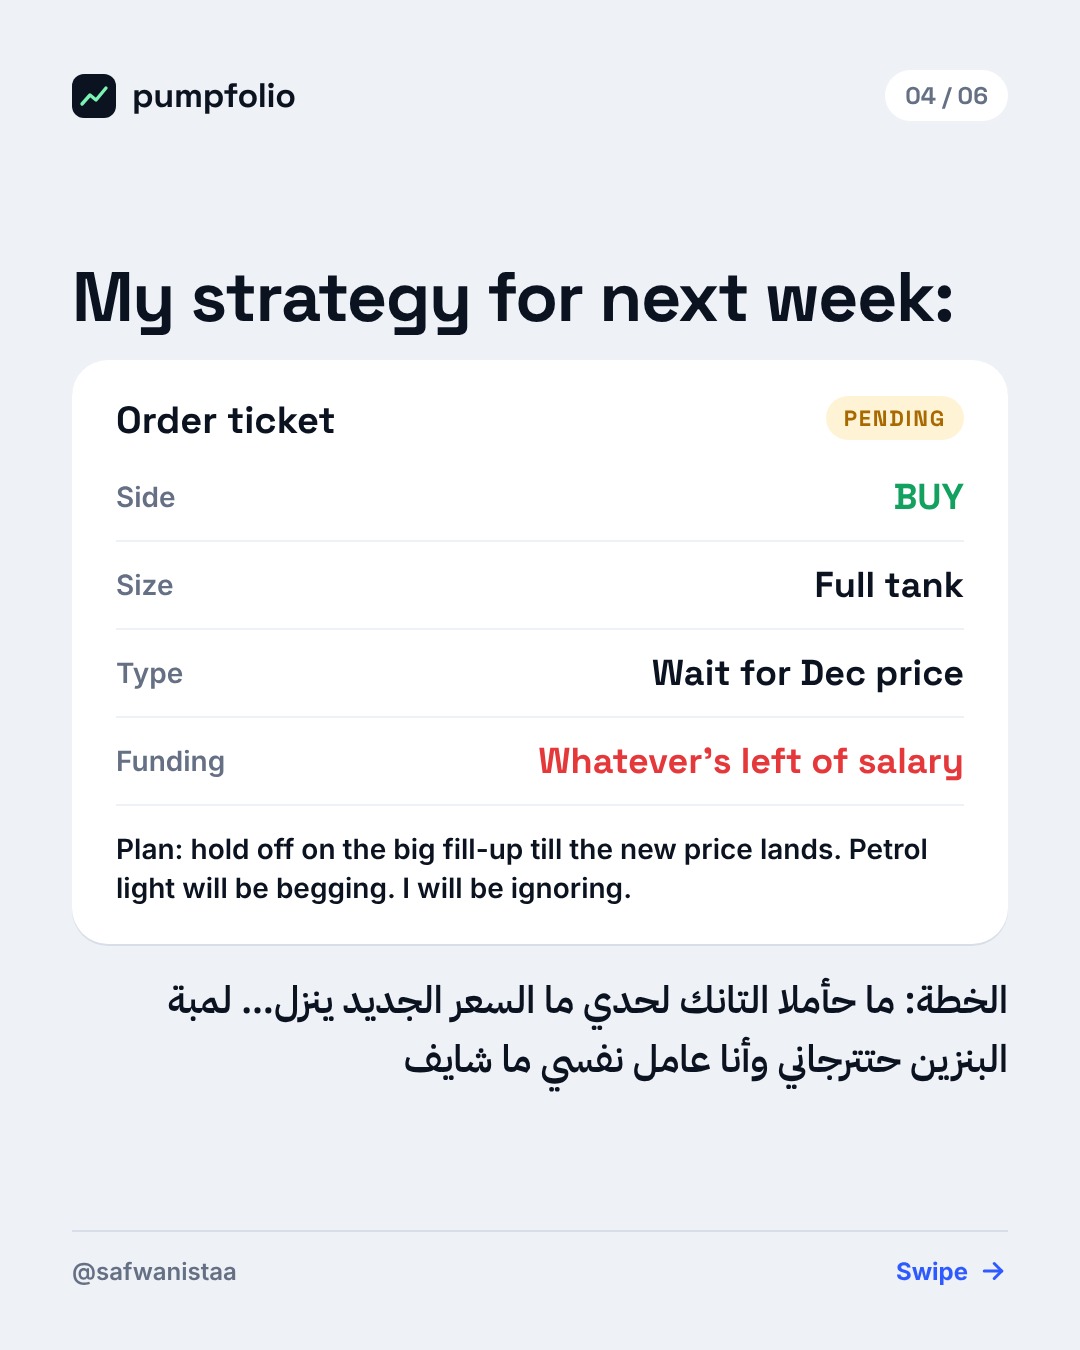 pumpfolio
04 / 06
My strategy for next week:
Order ticket
PENDING
Side
BUY
Size
Full tank
Type
Wait for Dec price
Funding
Whatever’s left of salary
Plan: hold off on the big fill-up till the new price lands. Petrol
light will be begging. I will be ignoring.
الخطة: ما حأملا التانك لحدي ما السعر الجديد ينزل... لمبة
البنزين حتترجاني وأنا عامل نفسي ما شايف
@safwanistaa
Swipe →